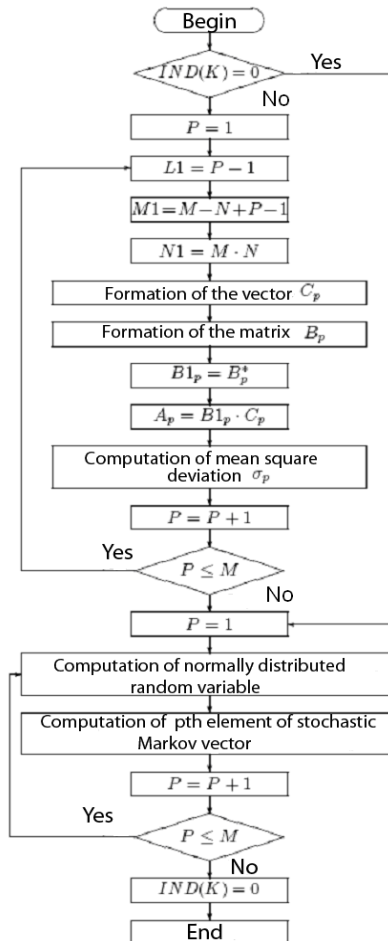 Begin
IND(K) = 0
Yes
No
P = 1
L1 = P − 1
M1 = M − N + P − 1
N1 = M · N
Formation of the vector C_p
Formation of the matrix B_p
B1_p = B_p^*
A_p = B1_p · C_p
Computation of mean square
deviation σ_p
P = P + 1
Yes
P ≤ M
No
P = 1
Computation of normally distributed
random variable
Computation of pth element of stochastic
Markov vector
P = P + 1
Yes
P ≤ M
No
IND(K) = 0
End